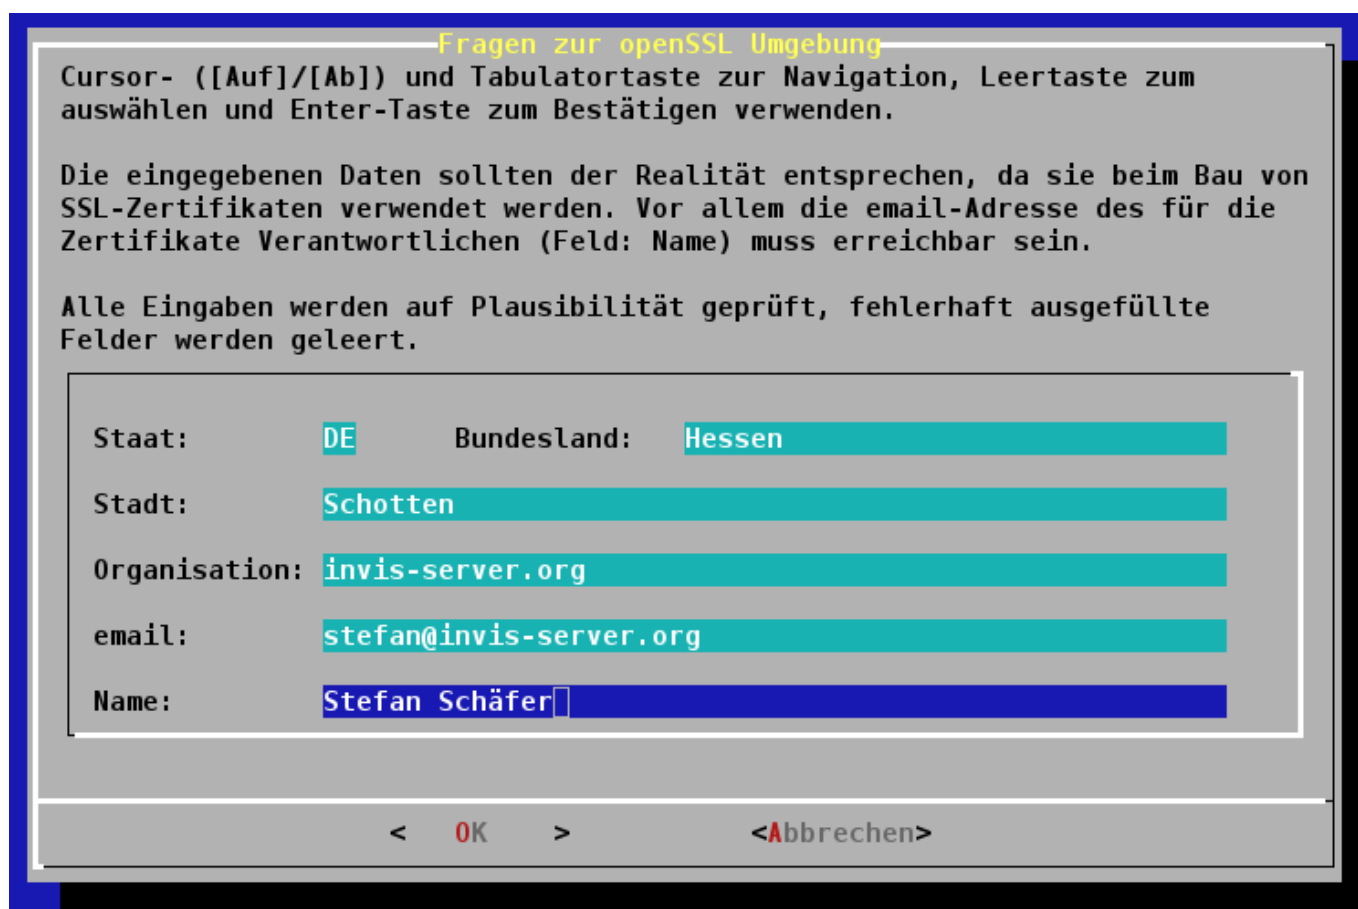 Fragen zur openSSL Umgebung
Cursor- ([Auf]/[Ab]) und Tabulatortaste zur Navigation, Leertaste zum
auswählen und Enter-Taste zum Bestätigen verwenden.
Die eingegebenen Daten sollten der Realität entsprechen, da sie beim Bau von
SSL-Zertifikaten verwendet werden. Vor allem die email-Adresse des für die
Zertifikate Verantwortlichen (Feld: Name) muss erreichbar sein.
Alle Eingaben werden auf Plausibilität geprüft, fehlerhaft ausgefüllte
Felder werden geleert.
Staat: DE Bundesland: Hessen
Stadt: Schotten
Organisation: invis-server.org
email: stefan@invis-server.org
Name: Stefan Schäfer
< OK > <Abbrechen>